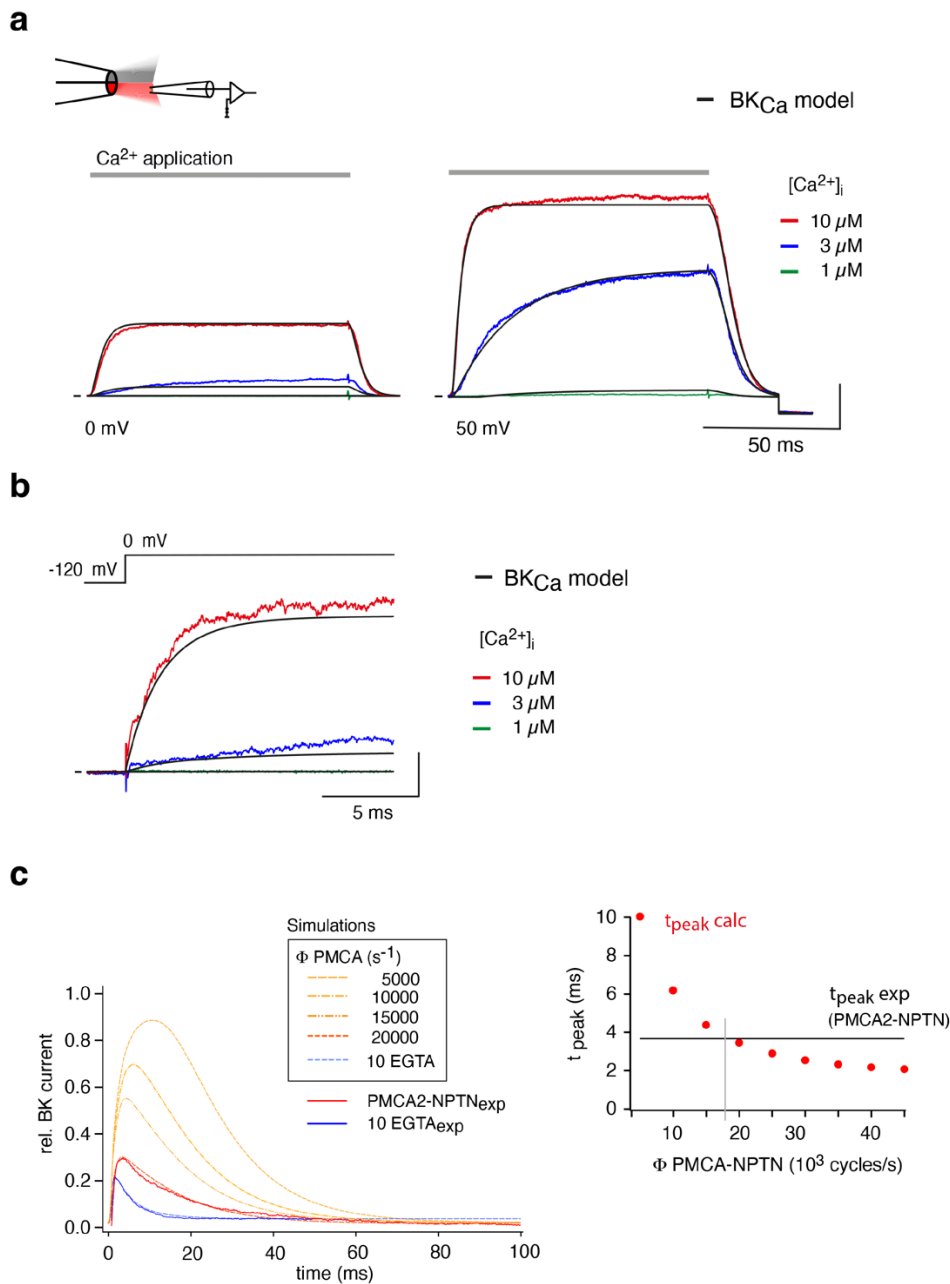 a
BKCa model
Ca2+ application
[Ca2+]i
10 µM
3 µM
1 µM
0 mV
50 mV
50 ms
b
0 mV
-120 mV
BKCa model
[Ca2+]i
10 µM
3 µM
1 µM
5 ms
c
Simulations
Φ PMCA (s-1)
5000
10000
15000
20000
10 EGTA
PMCA2-NPTNexp
10 EGTAexp
rel. BK current
1.0
0.8
0.6
0.4
0.2
0.0
0 20 40 60 80 100
time (ms)
tpeak calc
tpeak exp
(PMCA2-NPTN)
t peak (ms)
10
8
6
4
2
0
10 20 30 40
Φ PMCA-NPTN (103 cycles/s)